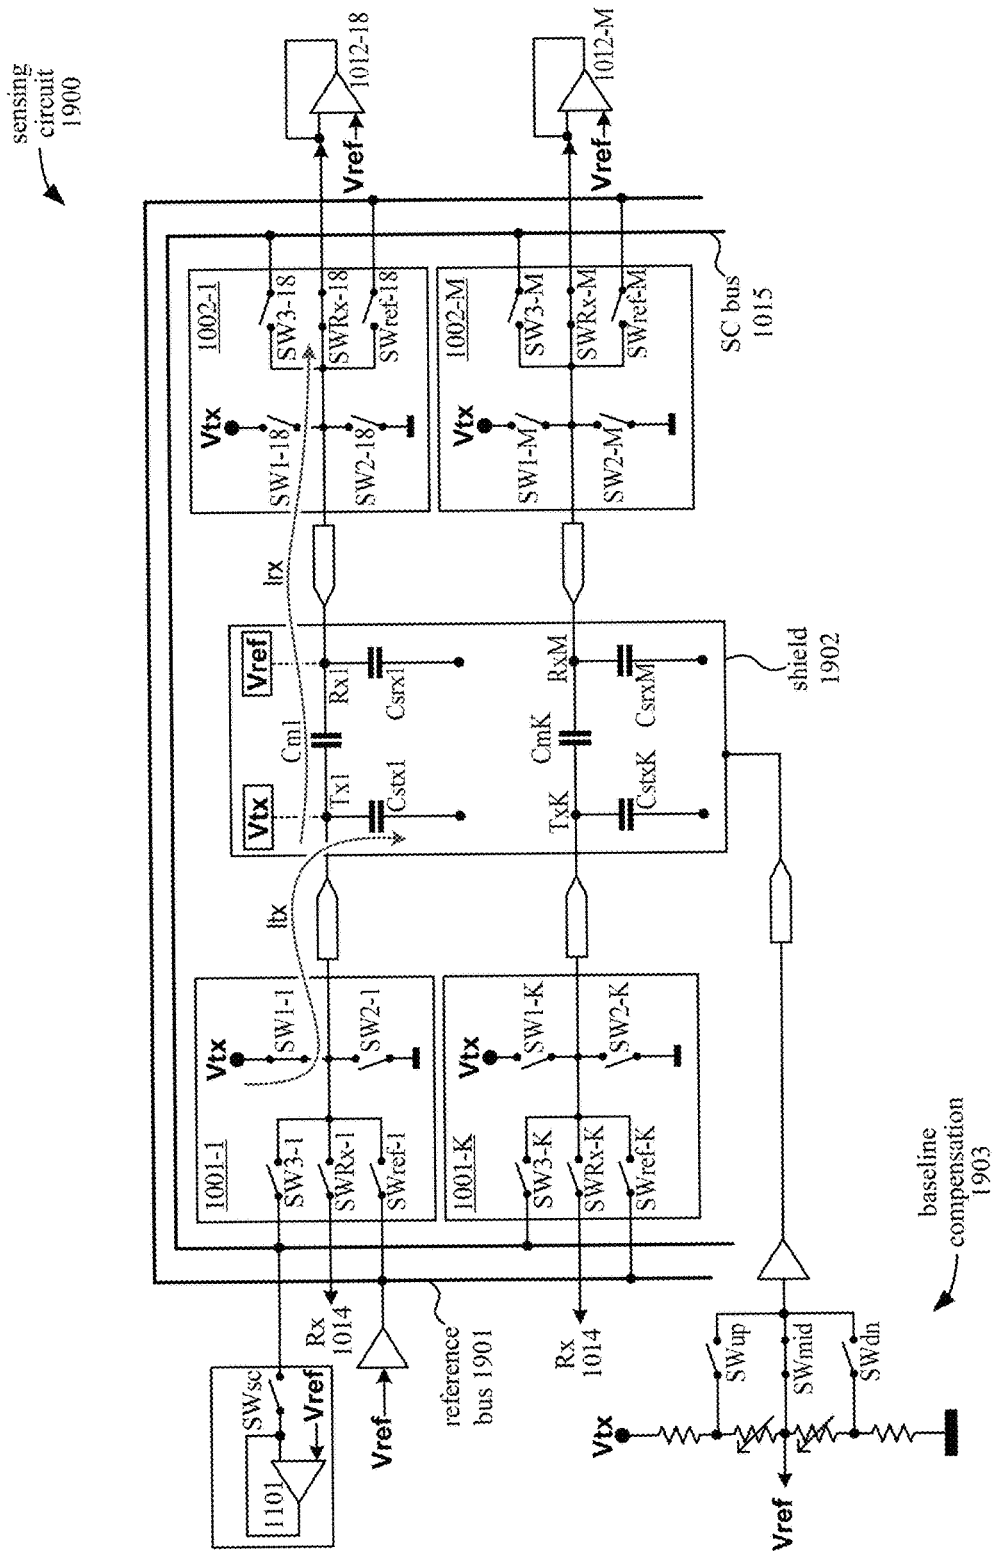 sensing
circuit
1900
1012-18
Vref
1012-M
Vref
1002-1
SW3-18
SWRx-18
SWref-18
Vtx
SW1-18
SW2-18
1002-M
SW3-M
SWRx-M
SWref-M
Vtx
SW1-M
SW2-M
SC bus
1015
Irx
Vref
Rx1
Csrx1
Cm1
Vtx
Tx1
Cstx1
RxM
CsrxM
CmK
TxK
CstxK
shield
1902
Itx
1001-1
Vtx
SW1-1
SW2-1
SW3-1
SWRx-1
SWref-1
1001-K
Vtx
SW1-K
SW2-K
SW3-K
SWRx-K
SWref-K
Rx
1014
Rx
1014
1101
SWsc
Vref
Vref
reference
bus 1901
baseline
compensation
1903
SWup
SWmid
SWdn
Vtx
Vref